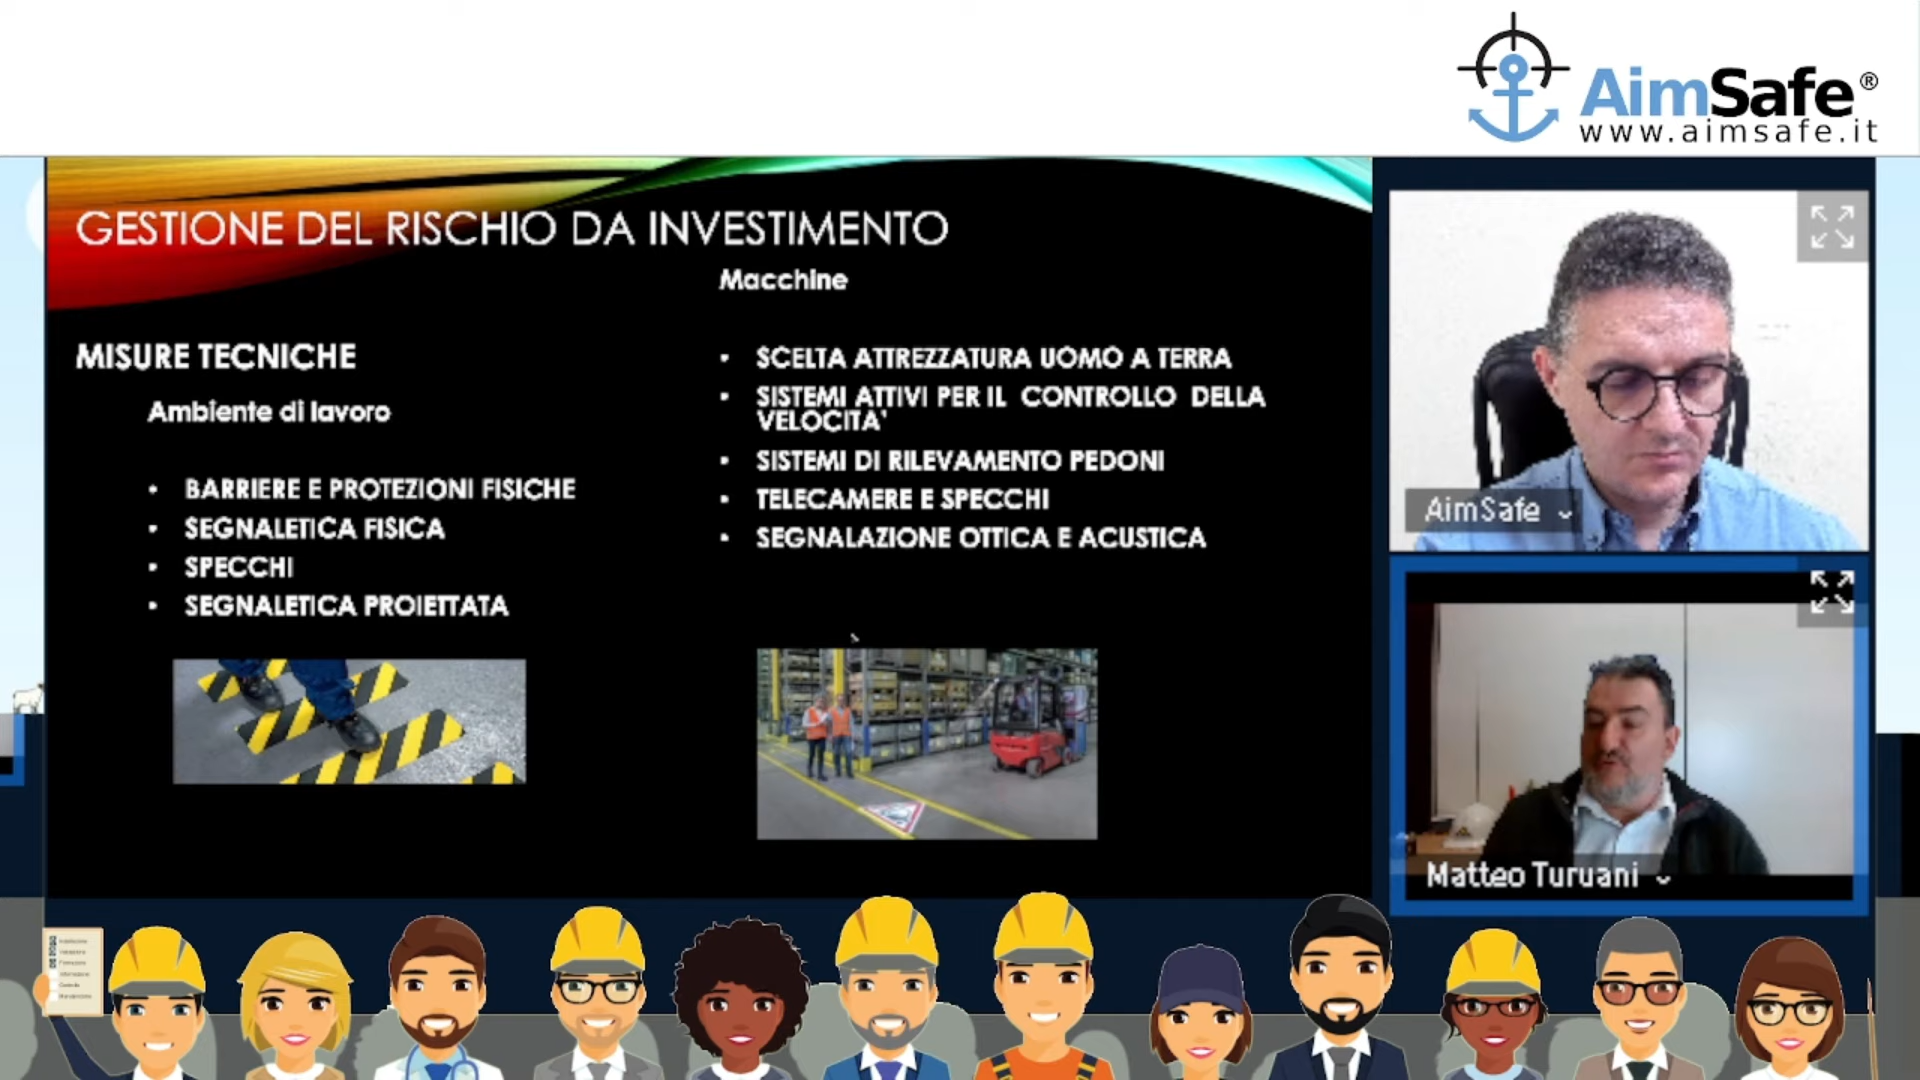 AimSafe®
www.aimsafe.it
GESTIONE DEL RISCHIO DA INVESTIMENTO
MISURE TECNICHE
Ambiente di lavoro
• BARRIERE E PROTEZIONI FISICHE
• SEGNALETICA FISICA
• SPECCHI
• SEGNALETICA PROIETTATA
Macchine
• SCELTA ATTREZZATURA UOMO A TERRA
• SISTEMI ATTIVI PER IL CONTROLLO DELLA
VELOCITA'
• SISTEMI DI RILEVAMENTO PEDONI
• TELECAMERE E SPECCHI
• SEGNALAZIONE OTTICA E ACUSTICA
AimSafe
Matteo Turuani